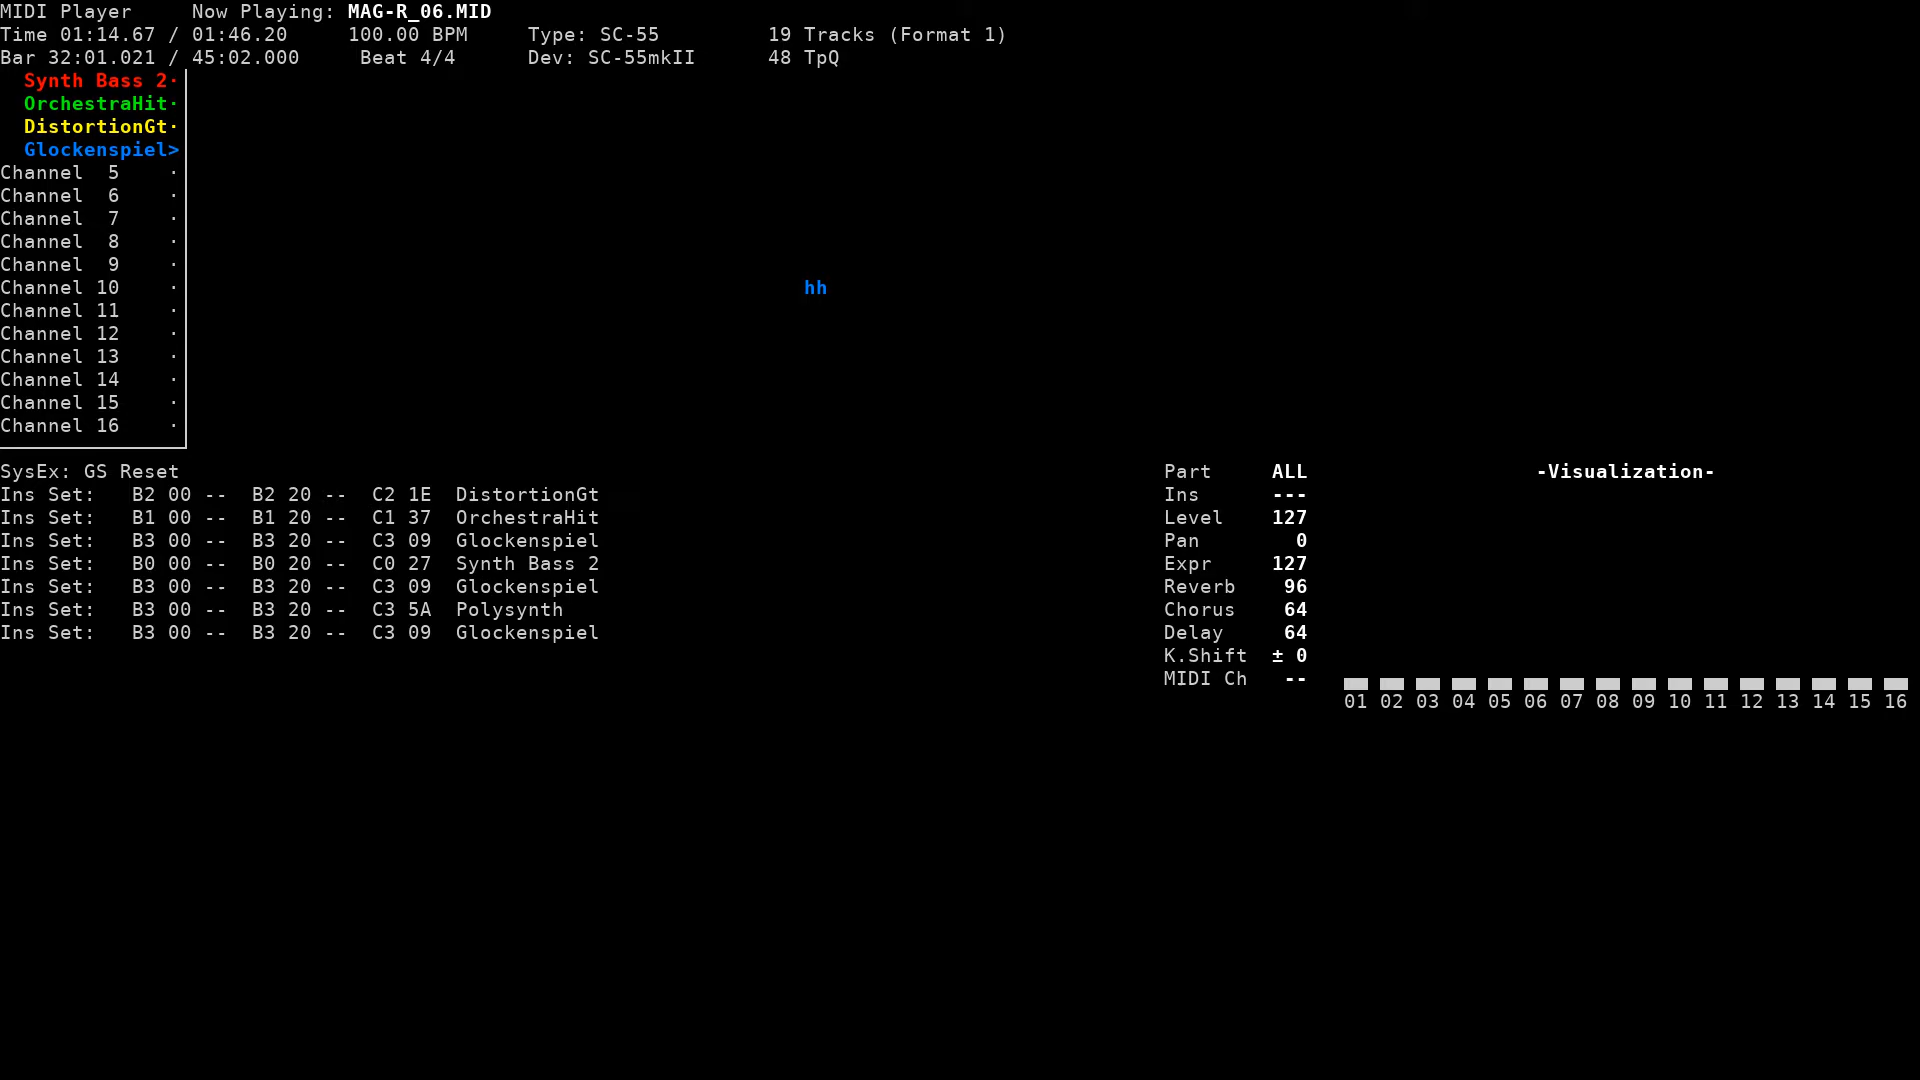 MIDI Player Now Playing: MAG-R_06.MID
Time 01:14.67 / 01:46.20 100.00 BPM Type: SC-55 19 Tracks (Format 1)
Bar 32:01.021 / 45:02.000 Beat 4/4 Dev: SC-55mkII 48 TpQ
Synth Bass 2·
OrchestraHit·
DistortionGt·
Glockenspiel>
Channel 5 ·
Channel 6 ·
Channel 7 ·
Channel 8 ·
Channel 9 ·
Channel 10 · hh
Channel 11 ·
Channel 12 ·
Channel 13 ·
Channel 14 ·
Channel 15 ·
Channel 16 ·
SysEx: GS Reset
Ins Set: B2 00 -- B2 20 -- C2 1E DistortionGt
Ins Set: B1 00 -- B1 20 -- C1 37 OrchestraHit
Ins Set: B3 00 -- B3 20 -- C3 09 Glockenspiel
Ins Set: B0 00 -- B0 20 -- C0 27 Synth Bass 2
Ins Set: B3 00 -- B3 20 -- C3 09 Glockenspiel
Ins Set: B3 00 -- B3 20 -- C3 5A Polysynth
Ins Set: B3 00 -- B3 20 -- C3 09 Glockenspiel
Part ALL
Ins ---
Level 127
Pan 0
Expr 127
Reverb 96
Chorus 64
Delay 64
K.Shift ± 0
MIDI Ch --
-Visualization-
01 02 03 04 05 06 07 08 09 10 11 12 13 14 15 16